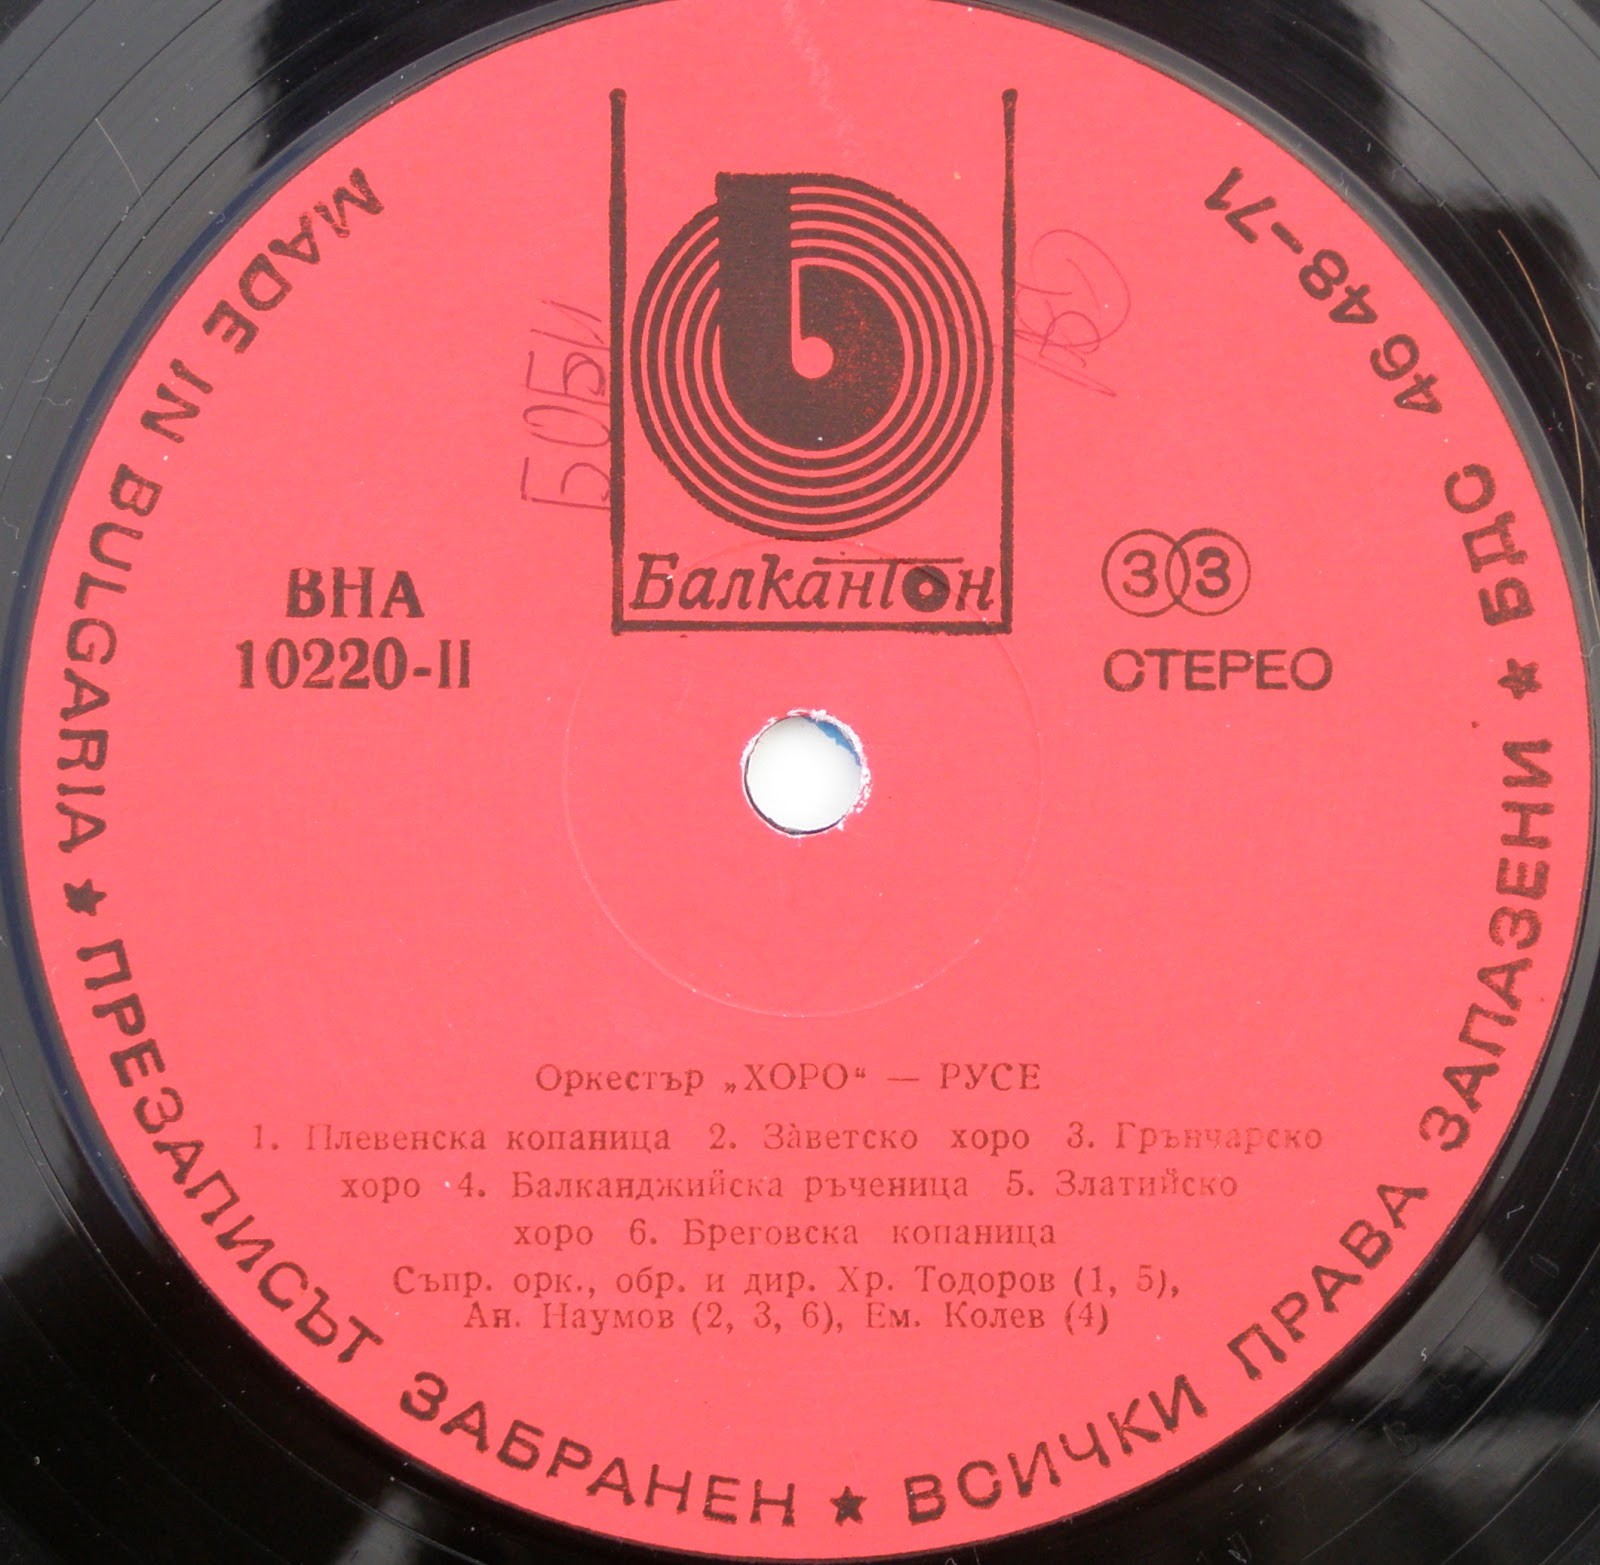 MADE IN BULGARIA ★ ПРЕЗАПИСЪТ ЗАБРАНЕН ★ ВСИЧКИ ПРАВА ЗАПАЗЕНИ ★ БДС 4648-71
БОБИ
Балкантон
ВНА
10220-II
33
СТЕРЕО
Оркестър „ХОРО“ — РУСЕ
1. Плевенска копаница 2. Зàветско хоро 3. Грънчарско
хоро 4. Балканджийска ръченица 5. Златийско
хоро 6. Бреговска копаница
Съпр. орк., обр. и дир. Хр. Тодоров (1, 5),
Ан. Наумов (2, 3, 6), Ем. Колев (4)